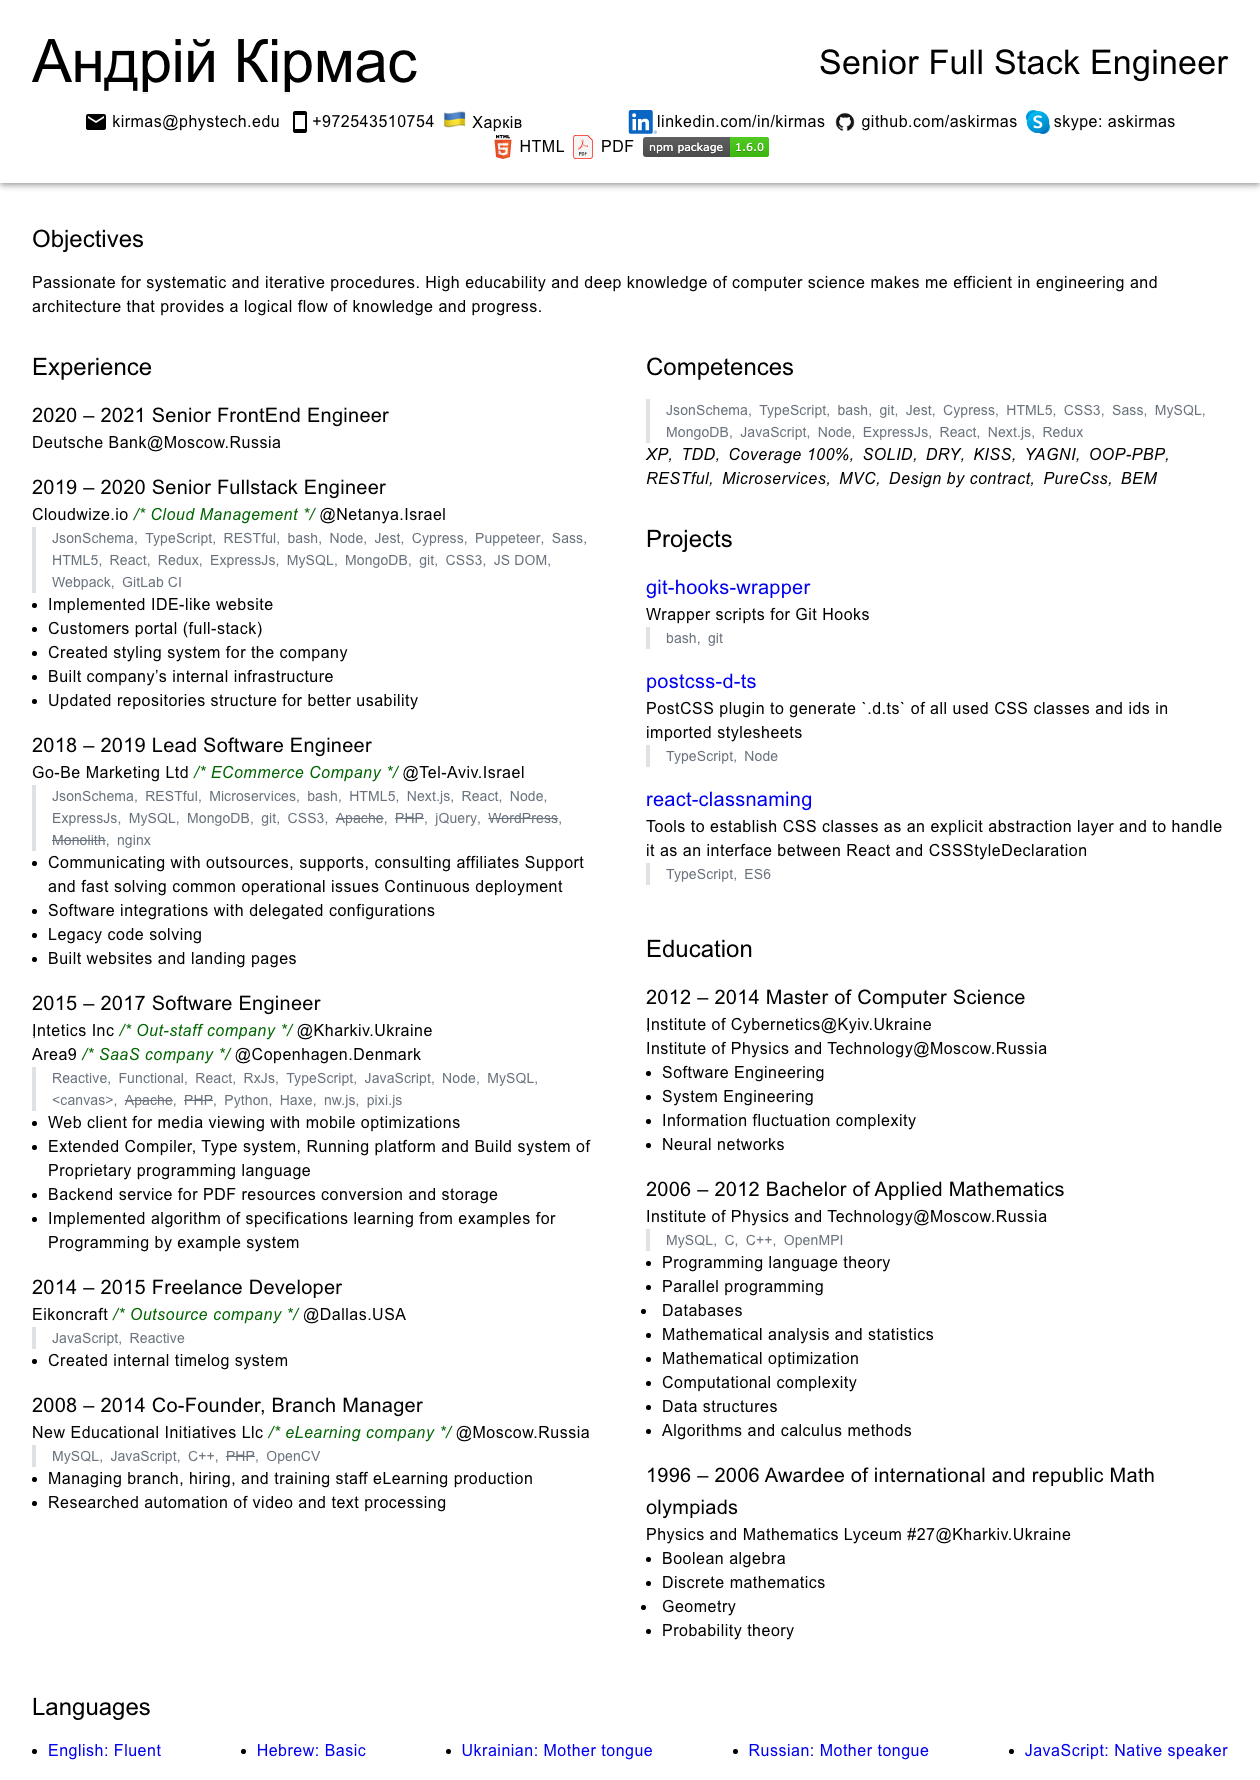 Андрій Кірмас
Senior Full Stack Engineer
kirmas@phystech.edu +972543510754 Харків linkedin.com/in/kirmas github.com/askirmas skype: askirmas
HTML PDF npm package 1.6.0
Objectives
Passionate for systematic and iterative procedures. High educability and deep knowledge of computer science makes me efficient in engineering and
architecture that provides a logical flow of knowledge and progress.
Experience
2020 – 2021 Senior FrontEnd Engineer
Deutsche Bank@Moscow.Russia
2019 – 2020 Senior Fullstack Engineer
Cloudwize.io /* Cloud Management */ @Netanya.Israel
JsonSchema, TypeScript, RESTful, bash, Node, Jest, Cypress, Puppeteer, Sass,
HTML5, React, Redux, ExpressJs, MySQL, MongoDB, git, CSS3, JS DOM,
Webpack, GitLab CI
• Implemented IDE-like website
• Customers portal (full-stack)
• Created styling system for the company
• Built company’s internal infrastructure
• Updated repositories structure for better usability
2018 – 2019 Lead Software Engineer
Go-Be Marketing Ltd /* ECommerce Company */ @Tel-Aviv.Israel
JsonSchema, RESTful, Microservices, bash, HTML5, Next.js, React, Node,
ExpressJs, MySQL, MongoDB, git, CSS3, Apache, PHP, jQuery, WordPress,
Monolith, nginx
• Communicating with outsources, supports, consulting affiliates Support
and fast solving common operational issues Continuous deployment
• Software integrations with delegated configurations
• Legacy code solving
• Built websites and landing pages
2015 – 2017 Software Engineer
Intetics Inc /* Out-staff company */ @Kharkiv.Ukraine
Area9 /* SaaS company */ @Copenhagen.Denmark
Reactive, Functional, React, RxJs, TypeScript, JavaScript, Node, MySQL,
<canvas>, Apache, PHP, Python, Haxe, nw.js, pixi.js
• Web client for media viewing with mobile optimizations
• Extended Compiler, Type system, Running platform and Build system of
Proprietary programming language
• Backend service for PDF resources conversion and storage
• Implemented algorithm of specifications learning from examples for
Programming by example system
2014 – 2015 Freelance Developer
Eikoncraft /* Outsource company */ @Dallas.USA
JavaScript, Reactive
• Created internal timelog system
2008 – 2014 Co-Founder, Branch Manager
New Educational Initiatives Llc /* eLearning company */ @Moscow.Russia
MySQL, JavaScript, C++, PHP, OpenCV
• Managing branch, hiring, and training staff eLearning production
• Researched automation of video and text processing
Competences
JsonSchema, TypeScript, bash, git, Jest, Cypress, HTML5, CSS3, Sass, MySQL,
MongoDB, JavaScript, Node, ExpressJs, React, Next.js, Redux
XP, TDD, Coverage 100%, SOLID, DRY, KISS, YAGNI, OOP-PBP,
RESTful, Microservices, MVC, Design by contract, PureCss, BEM
Projects
git-hooks-wrapper
Wrapper scripts for Git Hooks
bash, git
postcss-d-ts
PostCSS plugin to generate `.d.ts` of all used CSS classes and ids in
imported stylesheets
TypeScript, Node
react-classnaming
Tools to establish CSS classes as an explicit abstraction layer and to handle
it as an interface between React and CSSStyleDeclaration
TypeScript, ES6
Education
2012 – 2014 Master of Computer Science
Institute of Cybernetics@Kyiv.Ukraine
Institute of Physics and Technology@Moscow.Russia
• Software Engineering
• System Engineering
• Information fluctuation complexity
• Neural networks
2006 – 2012 Bachelor of Applied Mathematics
Institute of Physics and Technology@Moscow.Russia
MySQL, C, C++, OpenMPI
• Programming language theory
• Parallel programming
• Databases
• Mathematical analysis and statistics
• Mathematical optimization
• Computational complexity
• Data structures
• Algorithms and calculus methods
1996 – 2006 Awardee of international and republic Math
olympiads
Physics and Mathematics Lyceum #27@Kharkiv.Ukraine
• Boolean algebra
• Discrete mathematics
• Geometry
• Probability theory
Languages
• English: Fluent • Hebrew: Basic • Ukrainian: Mother tongue • Russian: Mother tongue • JavaScript: Native speaker